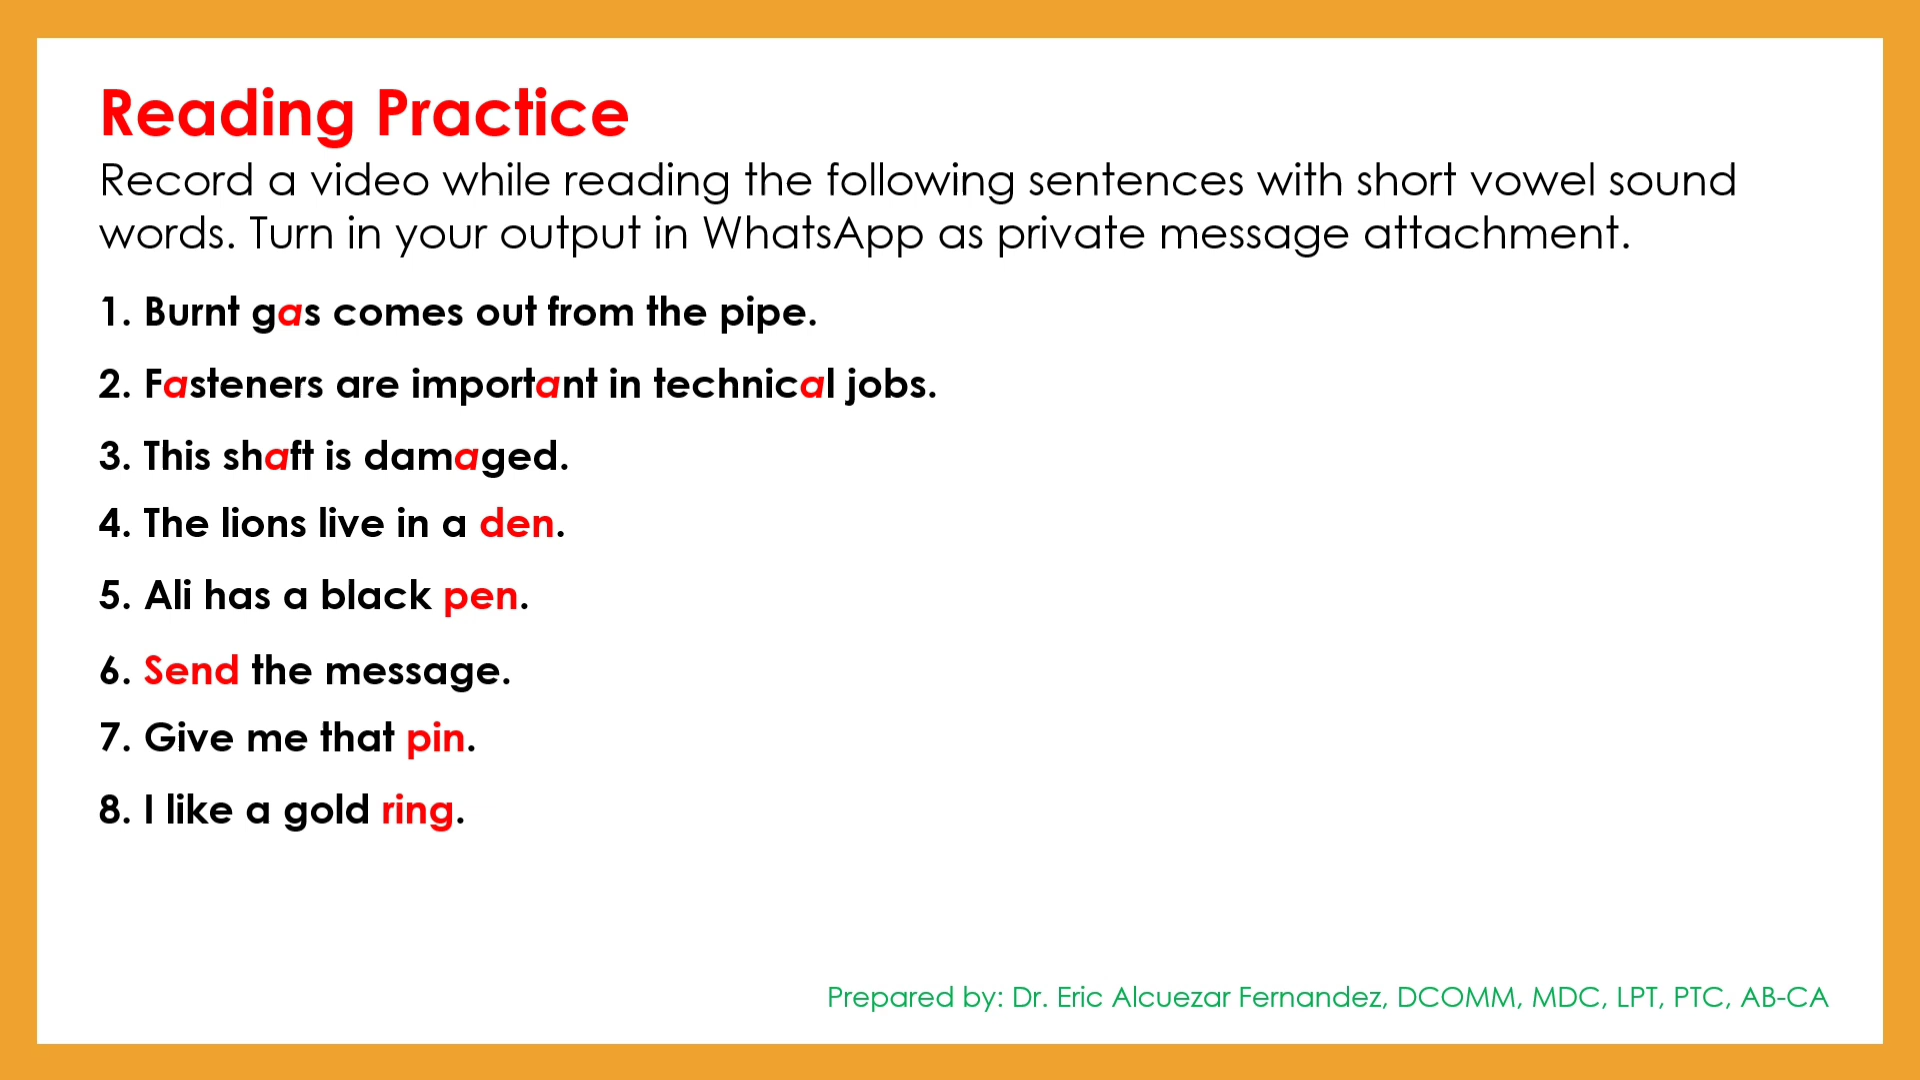 Reading Practice
Record a video while reading the following sentences with short vowel sound
words. Turn in your output in WhatsApp as private message attachment.
1. Burnt gas comes out from the pipe.
2. Fasteners are important in technical jobs.
3. This shaft is damaged.
4. The lions live in a den.
5. Ali has a black pen.
6. Send the message.
7. Give me that pin.
8. I like a gold ring.
Prepared by: Dr. Eric Alcuezar Fernandez, DCOMM, MDC, LPT, PTC, AB-CA